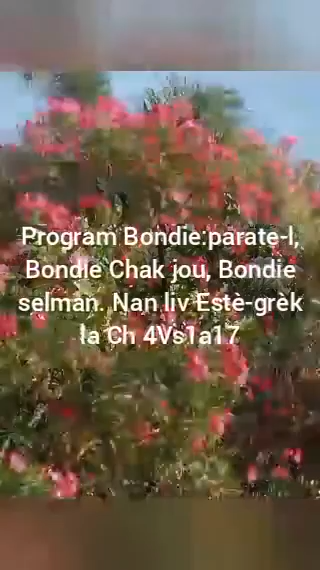 Program Bondie:parate-l,
Bondie Chak jou, Bondie
selman. Nan liv Estè-grèk
la Ch 4Vs1a17